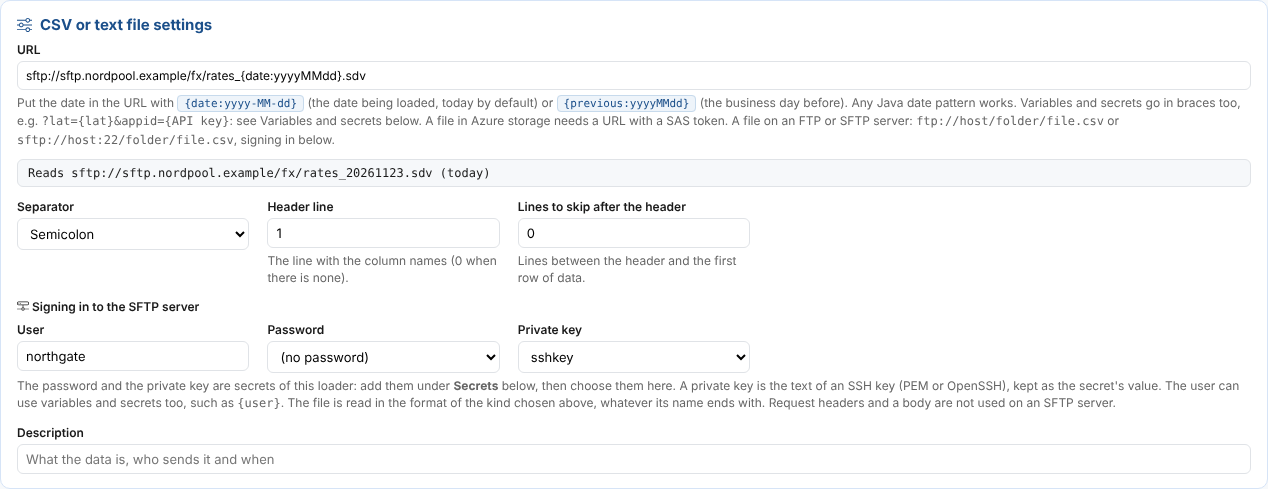 CSV or text file settings
URL
sftp://sftp.nordpool.example/fx/rates_{date:yyyyMMdd}.sdv
Put the date in the URL with {date:yyyy-MM-dd} (the date being loaded, today by default) or {previous:yyyyMMdd} (the business day before). Any Java date pattern works. Variables and secrets go in braces too,
e.g. ?lat={lat}&appid={API key}: see Variables and secrets below. A file in Azure storage needs a URL with a SAS token. A file on an FTP or SFTP server: ftp://host/folder/file.csv or
sftp://host:22/folder/file.csv, signing in below.
Reads sftp://sftp.nordpool.example/fx/rates_20261123.sdv (today)
Separator Header line Lines to skip after the header
Semicolon 1 0
The line with the column names (0 when Lines between the header and the first
there is none). row of data.
Signing in to the SFTP server
User Password Private key
northgate (no password) sshkey
The password and the private key are secrets of this loader: add them under Secrets below, then choose them here. A private key is the text of an SSH key (PEM or OpenSSH), kept as the secret's value. The user can
use variables and secrets too, such as {user}. The file is read in the format of the kind chosen above, whatever its name ends with. Request headers and a body are not used on an SFTP server.
Description
What the data is, who sends it and when